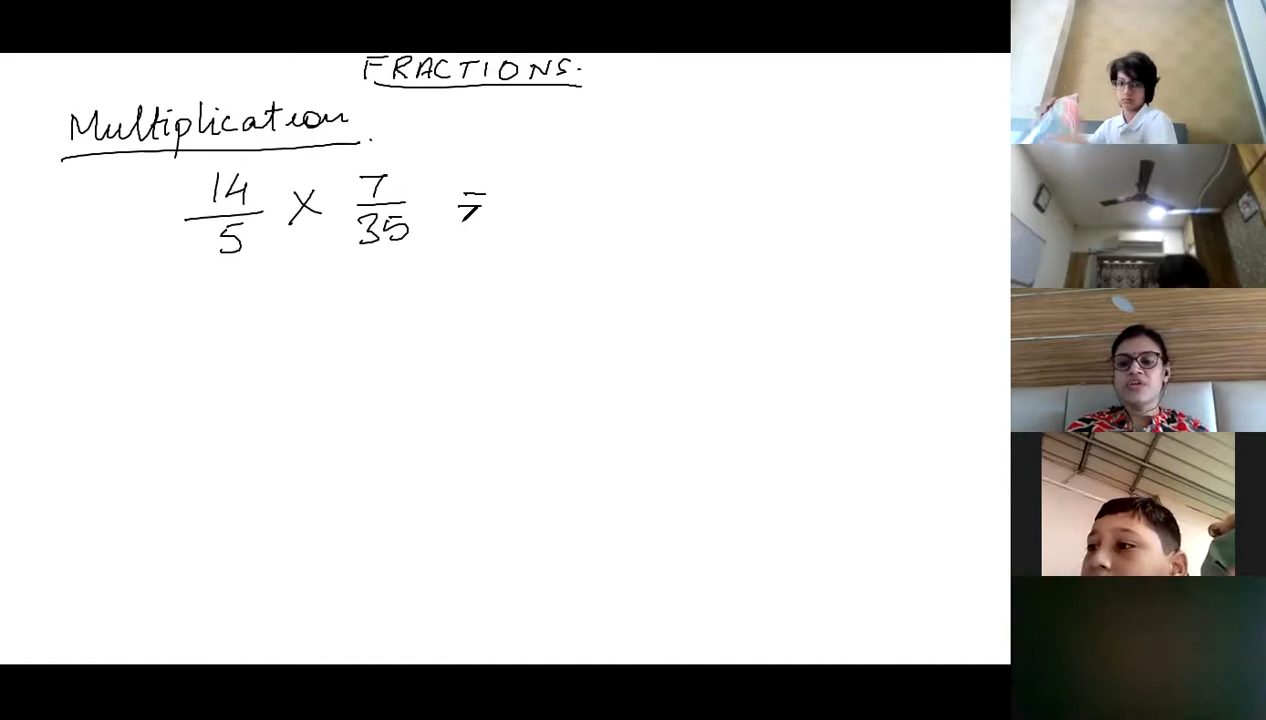 FRACTIONS.
Multiplication.
14/5 × 7/35 =